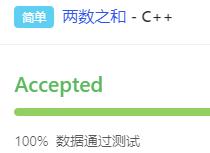 简单 两数之和 - C++
Accepted
100% 数据通过测试